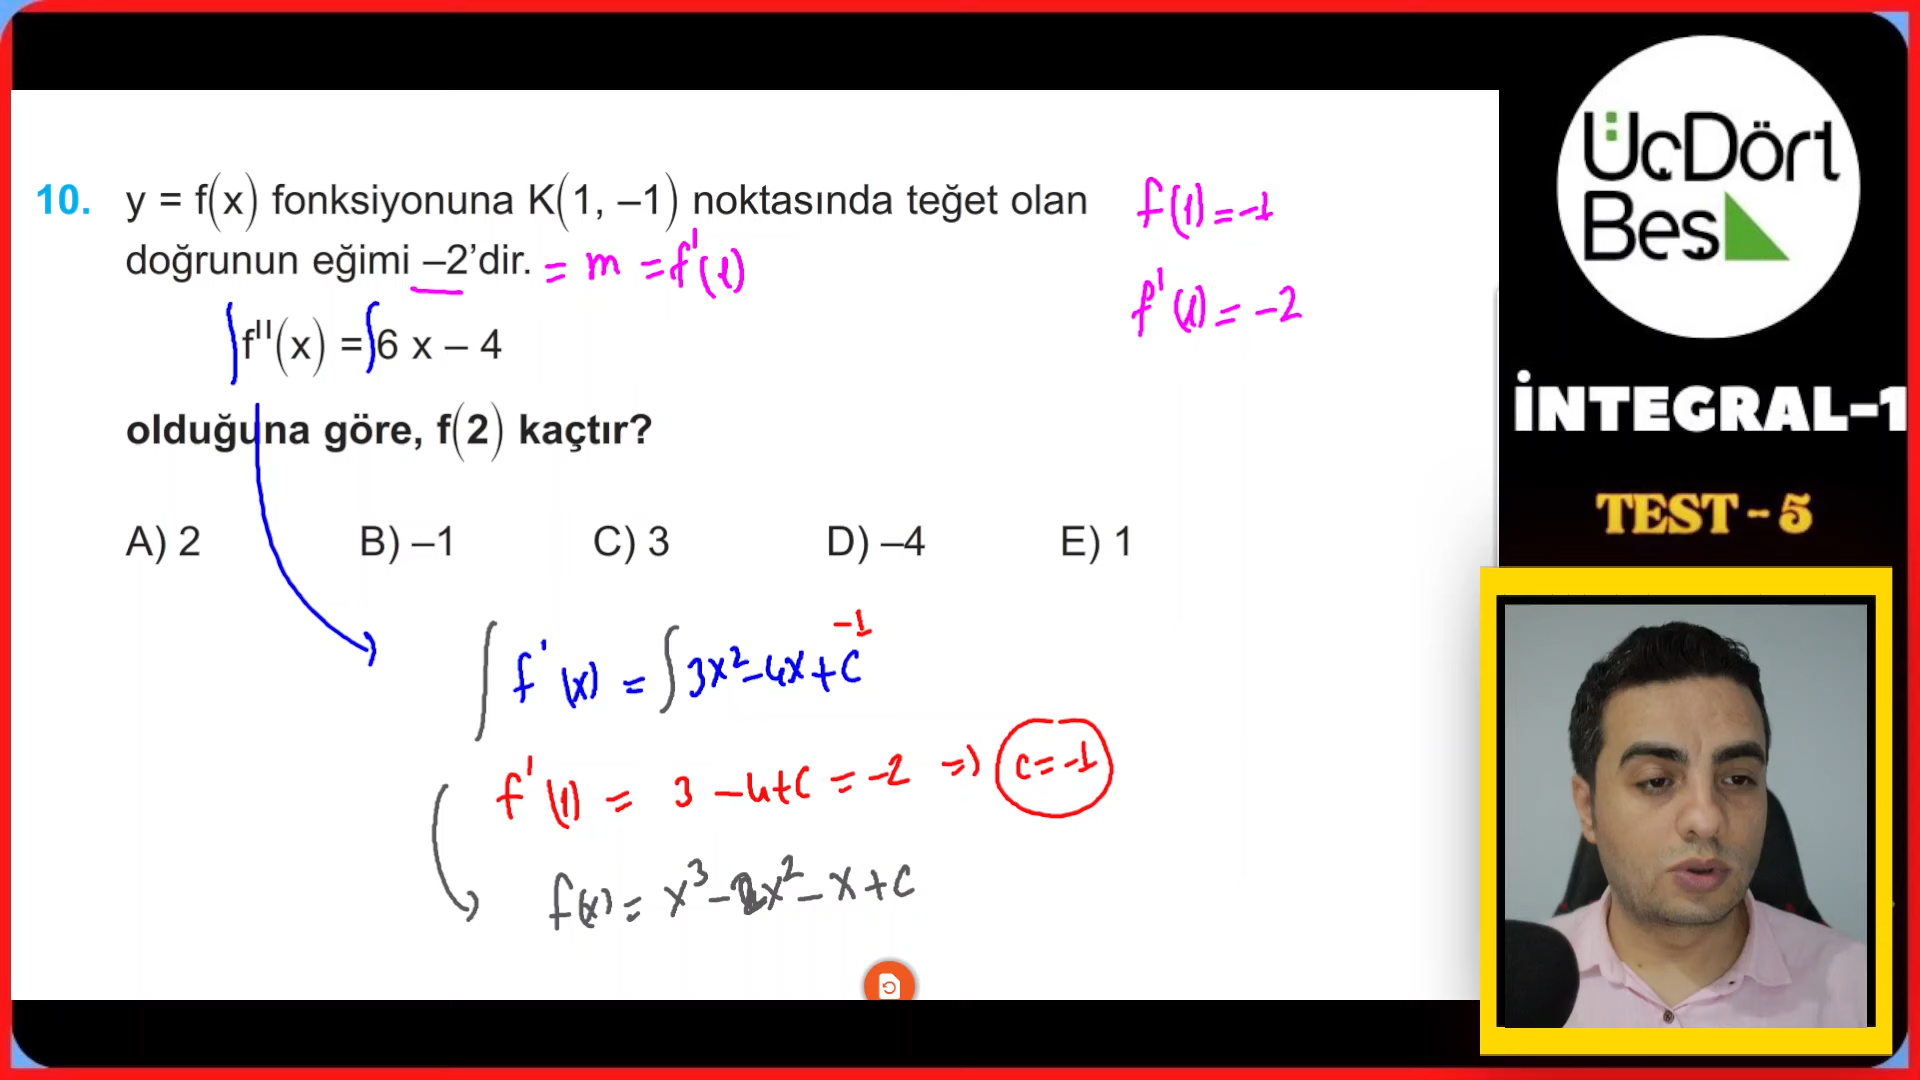 10. y = f(x) fonksiyonuna K(1, –1) noktasında teğet olan
doğrunun eğimi –2’dir. = m = f'(1)
f(1) = -1
f'(1) = -2
∫f''(x) = ∫6 x – 4
olduğuna göre, f(2) kaçtır?
A) 2 B) –1 C) 3 D) –4 E) 1
-1
∫ f'(x) = ∫ 3x² - 4x + c
f'(1) = 3 - 4 + c = -2 => c = -1
f(x) = x³ - 2x² - x + c
ÜçDört
Beş
İNTEGRAL-1
TEST - 5